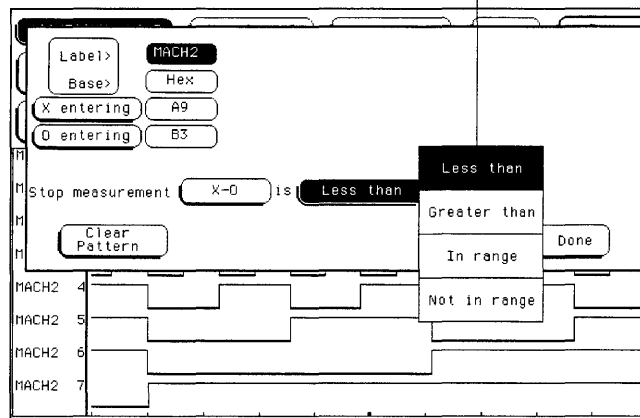 Label> MACH2
Base> Hex
X entering A9
O entering B3
Stop measurement X-O is Less than
Less than
Greater than
In range
Not in range
Clear
Pattern
Done
M
M
M
M
MACH2 4
MACH2 5
MACH2 6
MACH2 7